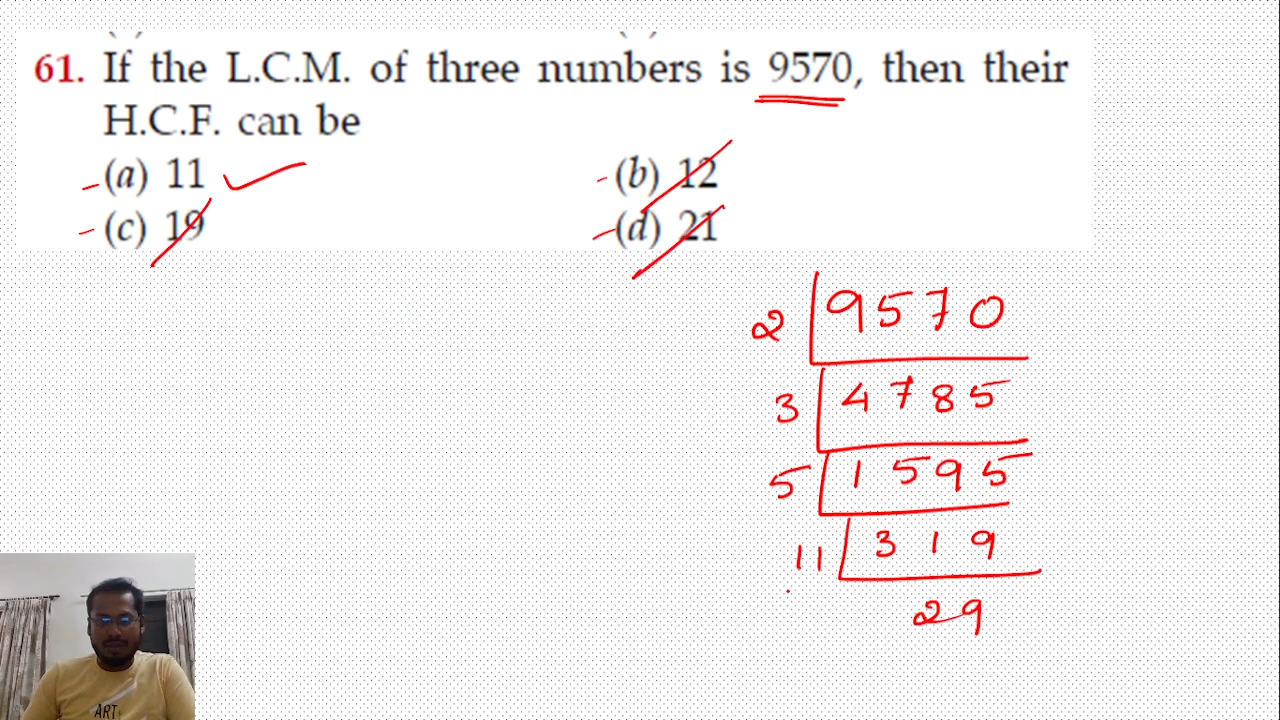 61. If the L.C.M. of three numbers is 9570, then their
H.C.F. can be
(a) 11 (b) 12
(c) 19 (d) 21
2 9570
3 4785
5 1595
11 319
29
ART